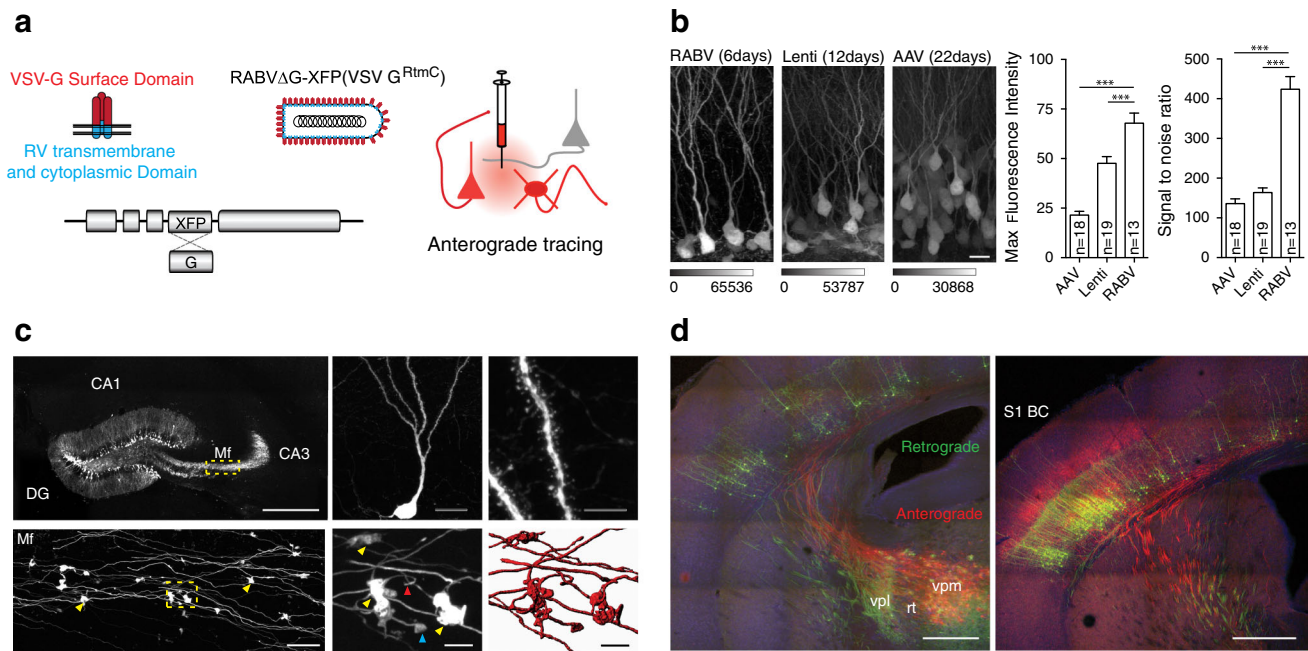 a
VSV-G Surface Domain
RV transmembrane
and cytoplasmic Domain
RABVΔG-XFP(VSV GRtmC)
XFP
G
Anterograde tracing
b
RABV (6days)
Lenti (12days)
AAV (22days)
0 65536
0 53787
0 30868
Max Fluorescence Intensity
100
75
50
25
0
***
***
n=18
n=19
n=13
AAV
Lenti
RABV
Signal to noise ratio
500
400
300
200
100
0
***
***
n=18
n=19
n=13
AAV
Lenti
RABV
c
CA1
Mf
CA3
DG
Mf
d
Retrograde
Anterograde
vpm
vpl
rt
S1 BC